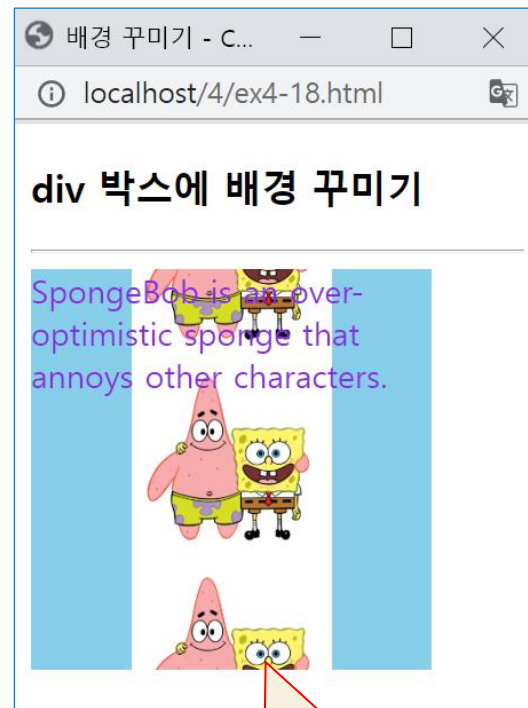 배경 꾸미기 - C...
localhost/4/ex4-18.html
div 박스에 배경 꾸미기
SpongeBob is an over-
optimistic sponge that
annoys other characters.